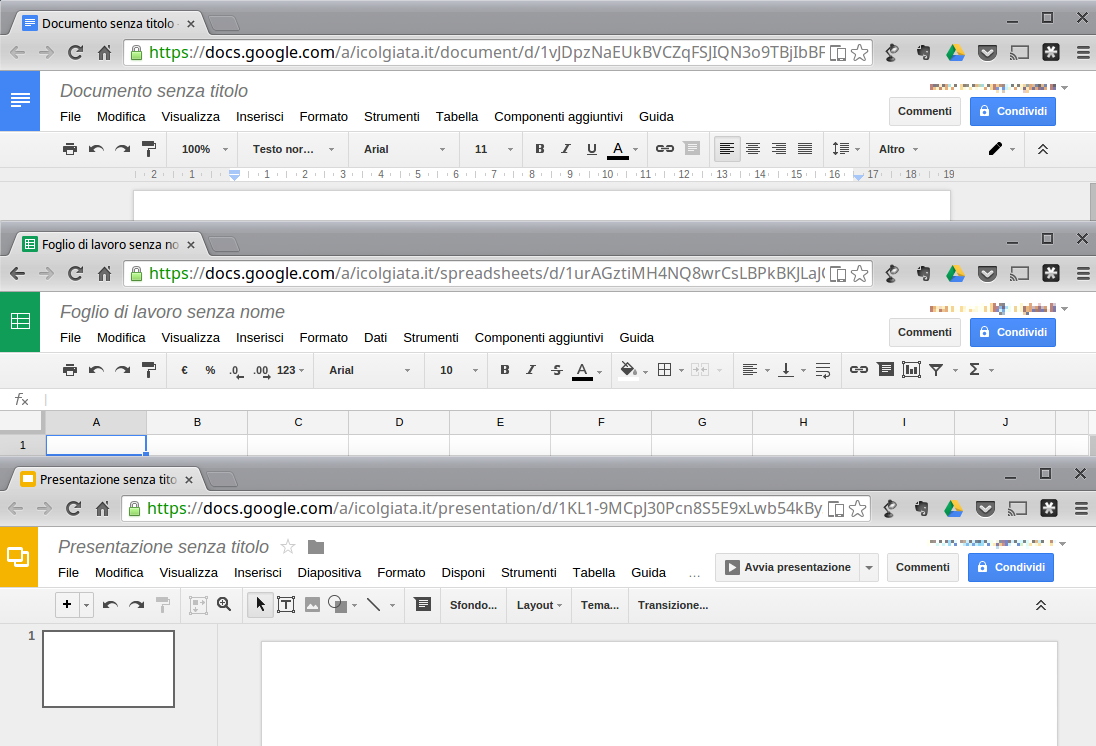 Documento senza titolo
https://docs.google.com/a/icolgiata.it/document/d/1vJDpzNaEUkBVCZqFSJIQN3o9TBjIbBF
Documento senza titolo
File Modifica Visualizza Inserisci Formato Strumenti Tabella Componenti aggiuntivi Guida
Commenti Condividi
100% Testo nor... Arial 11 B I U A Altro
2 1 1 2 3 4 5 6 7 8 9 10 11 12 13 14 15 16 17 18 19
Foglio di lavoro senza no
https://docs.google.com/a/icolgiata.it/spreadsheets/d/1urAGztiMH4NQ8wrCsLBPkBKJLaJ
Foglio di lavoro senza nome
File Modifica Visualizza Inserisci Formato Dati Strumenti Componenti aggiuntivi Guida
Commenti Condividi
€ % .0 .00 123 Arial 10 B I S A Σ
fx
A B C D E F G H I J
1
Presentazione senza tito
https://docs.google.com/a/icolgiata.it/presentation/d/1KL1-9MCpJ30Pcn8S5E9xLwb54kBy
Presentazione senza titolo
File Modifica Visualizza Inserisci Diapositiva Formato Disponi Strumenti Tabella Guida ...
Avvia presentazione Commenti Condividi
+ T Sfondo... Layout Tema... Transizione...
1